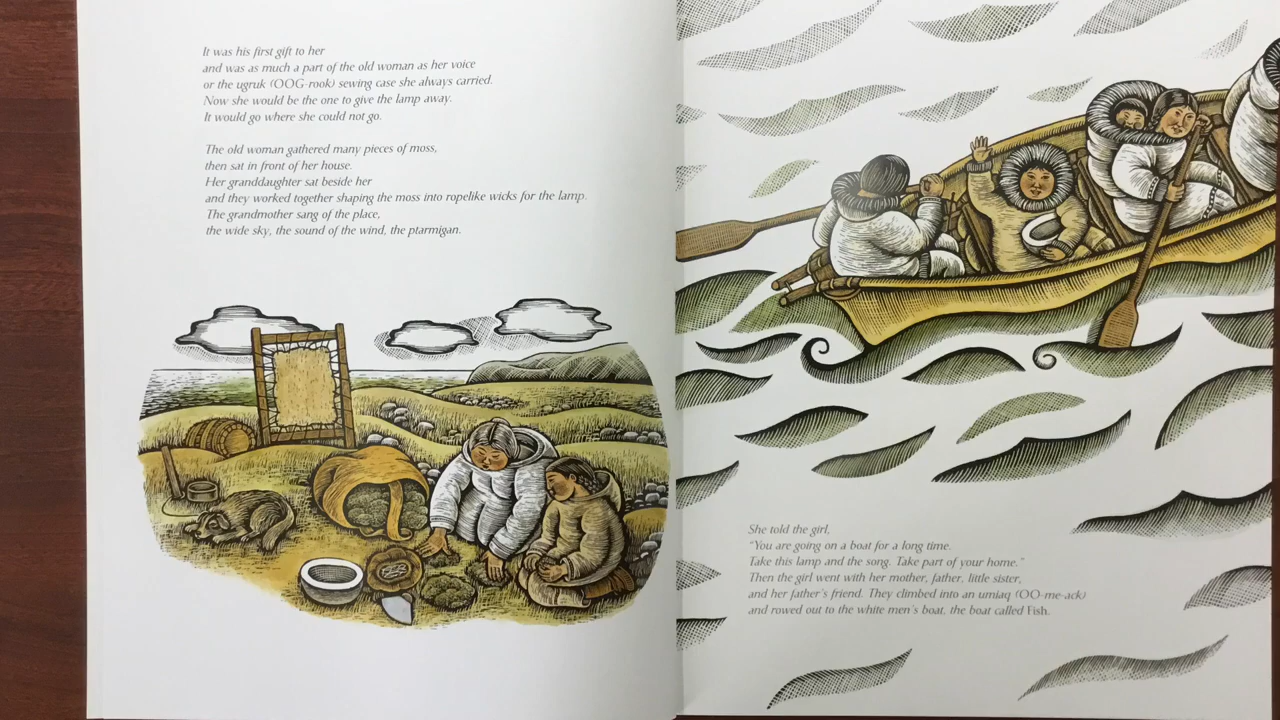 It was his first gift to her
and was as much a part of the old woman as her voice
or the ugruk (OOG-rook) sewing case she always carried.
Now she would be the one to give the lamp away.
It would go where she could not go.
The old woman gathered many pieces of moss,
then sat in front of her house.
Her granddaughter sat beside her
and they worked together shaping the moss into ropelike wicks for the lamp.
The grandmother sang of the place,
the wide sky, the sound of the wind, the ptarmigan.
She told the girl,
"You are going on a boat for a long time.
Take this lamp and the song. Take part of your home."
Then the girl went with her mother, father, little sister,
and her father's friend. They climbed into an umiaq (OO-me-ack)
and rowed out to the white men's boat, the boat called Fish.